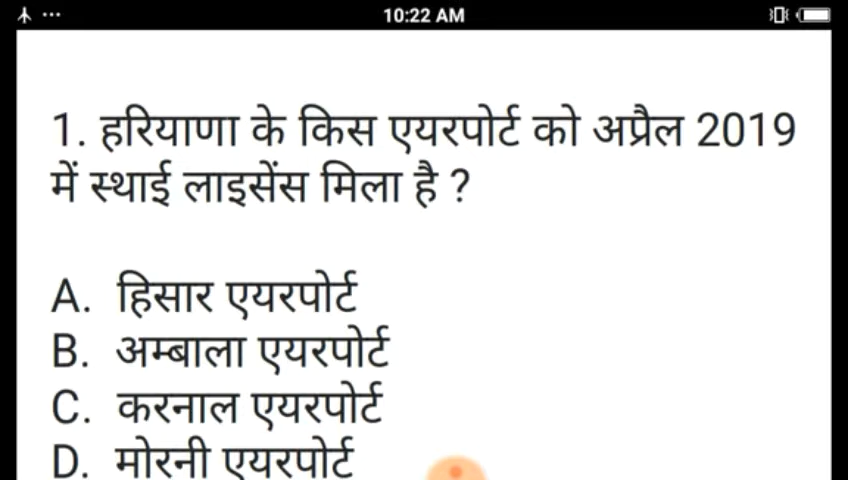 10:22 AM
1. हरियाणा के किस एयरपोर्ट को अप्रैल 2019
में स्थाई लाइसेंस मिला है ?
A. हिसार एयरपोर्ट
B. अम्बाला एयरपोर्ट
C. करनाल एयरपोर्ट
D. मोरनी एयरपोर्ट